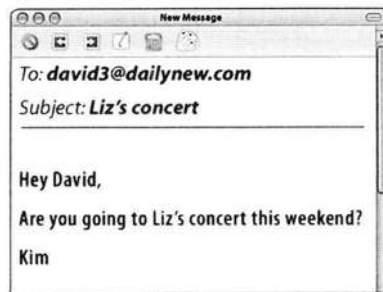 New Message
To: david3@dailynew.com
Subject: Liz's concert
Hey David,
Are you going to Liz's concert this weekend?
Kim